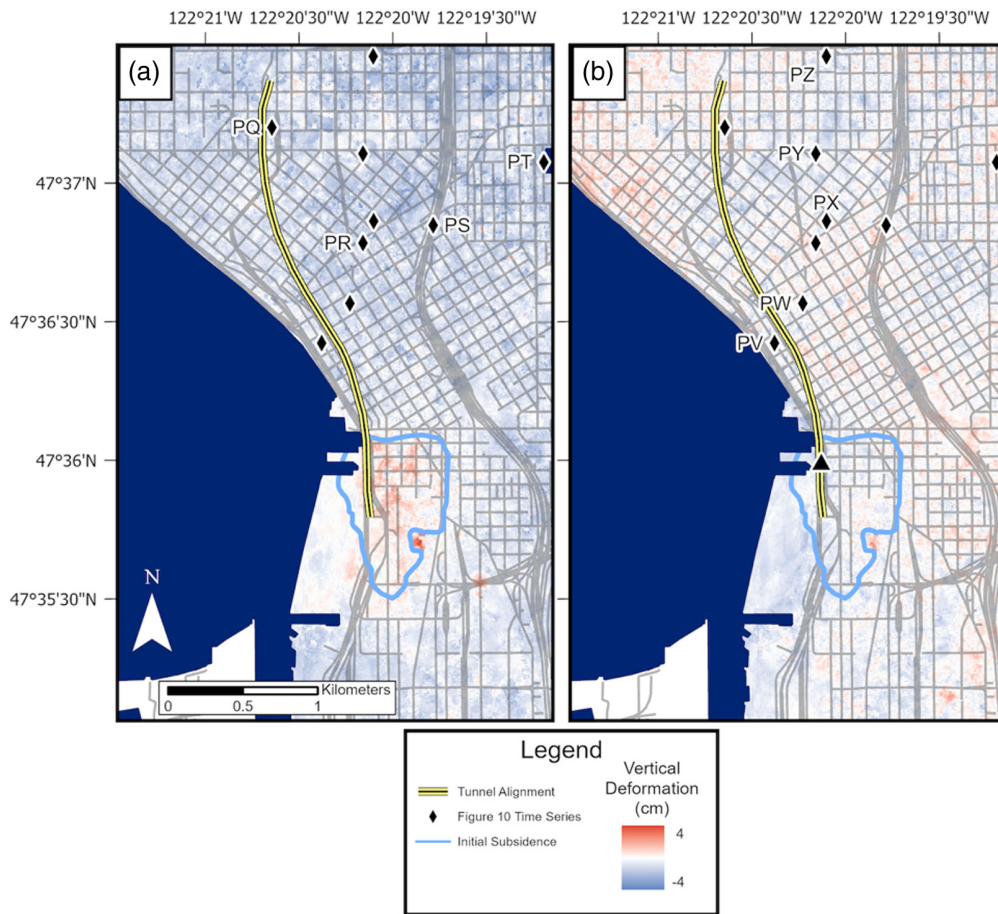 122°21'W 122°20'30"W 122°20'W 122°19'30"W 122°21'W 122°20'30"W 122°20'W 122°19'30"W
(a)
(b)
PZ
PQ
PY
PT
47°37'N
PX
PR
PS
PW
47°36'30"N
PV
47°36'N
47°35'30"N
N
Kilometers
0 0.5 1
Legend
Tunnel Alignment
Figure 10 Time Series
Initial Subsidence
Vertical
Deformation
(cm)
4
-4